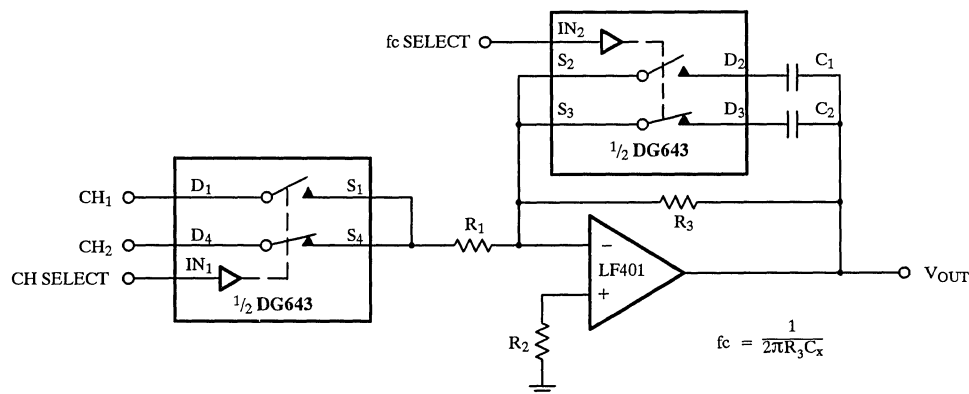 fc SELECT
IN₂
S₂
D₂
C₁
S₃
D₃
C₂
½ DG643
CH₁
D₁
S₁
CH₂
D₄
S₄
CH SELECT
IN₁
½ DG643
R₁
R₃
−
LF401
+
V_OUT
R₂
fc = 1 / 2πR₃Cₓ